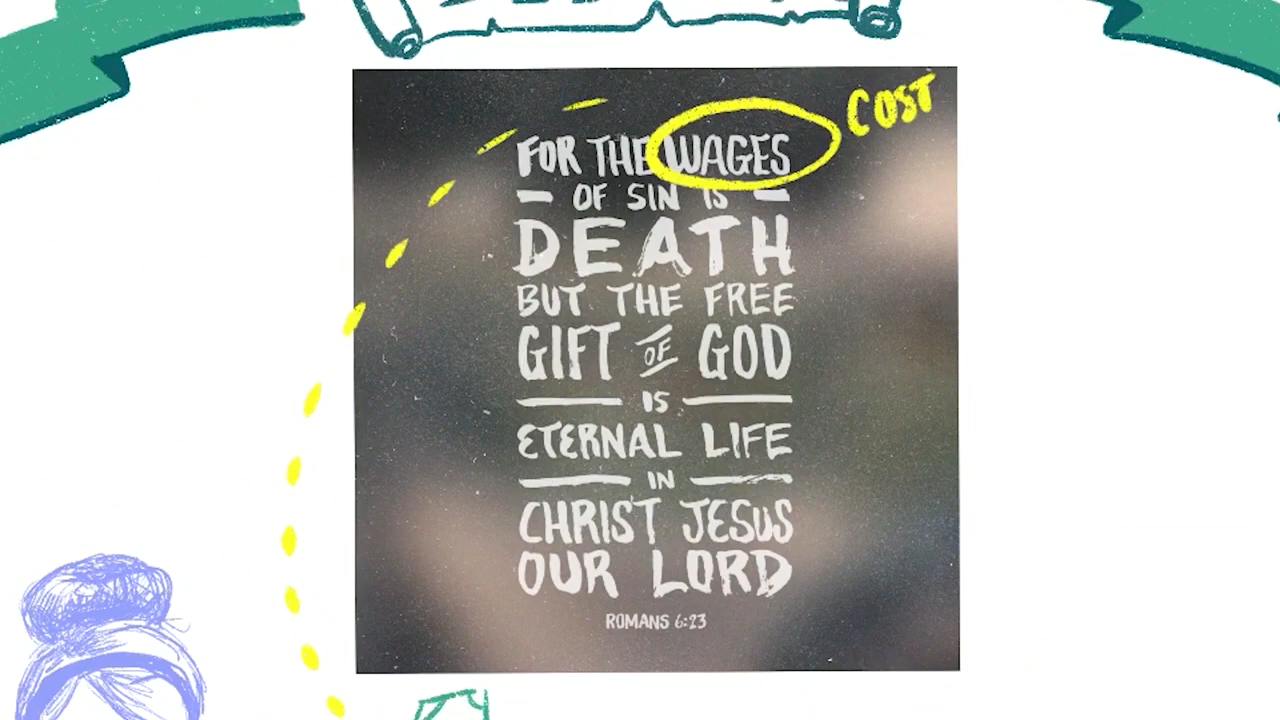 COST
FOR THE WAGES
OF SIN IS
DEATH
BUT THE FREE
GIFT OF GOD
IS
ETERNAL LIFE
IN
CHRIST JESUS
OUR LORD
ROMANS 6:23